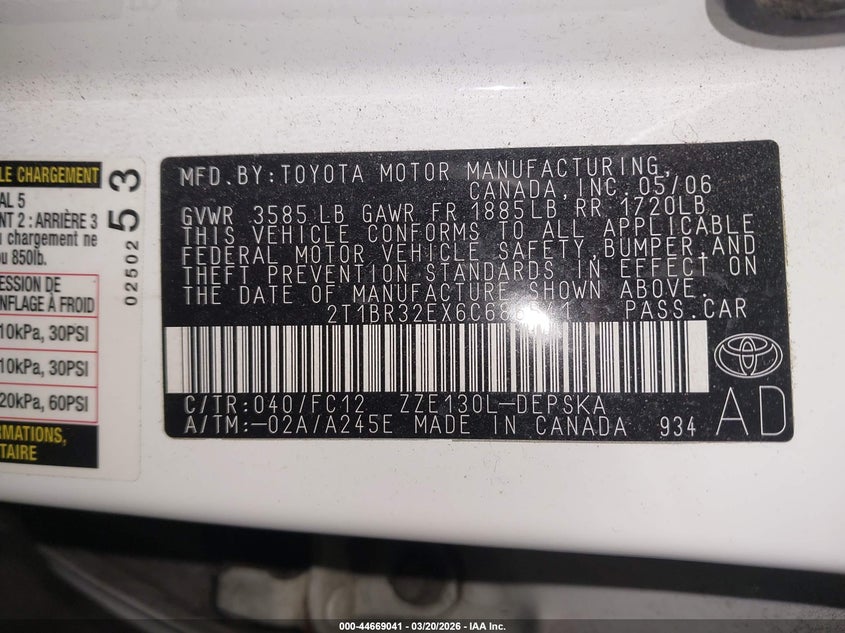 LE CHARGEMENT
AL 5
NT 2 : ARRIÈRE 3
u chargement ne
ou 850lb.
ESSION DE
NFLAGE À FROID
10kPa, 30PSI
10kPa, 30PSI
20kPa, 60PSI
RMATIONS,
TAIRE
02502 53
MFD.BY:TOYOTA MOTOR MANUFACTURING,
CANADA,INC.05/06
GVWR 3585LB GAWR FR 1885LB RR 1720LB
THIS VEHICLE CONFORMS TO ALL APPLICABLE
FEDERAL MOTOR VEHICLE SAFETY,BUMPER,AND
THEFT PREVENTION STANDARDS IN EFFECT ON
THE DATE OF MANUFACTURE SHOWN ABOVE.
PASS.CAR
C/TR:040/FC12 ZZE130L-DEPSKA
A/TM:-02A/A245E MADE IN CANADA 934
AD
000-44669041 | 03/20/2026 - IAA Inc.